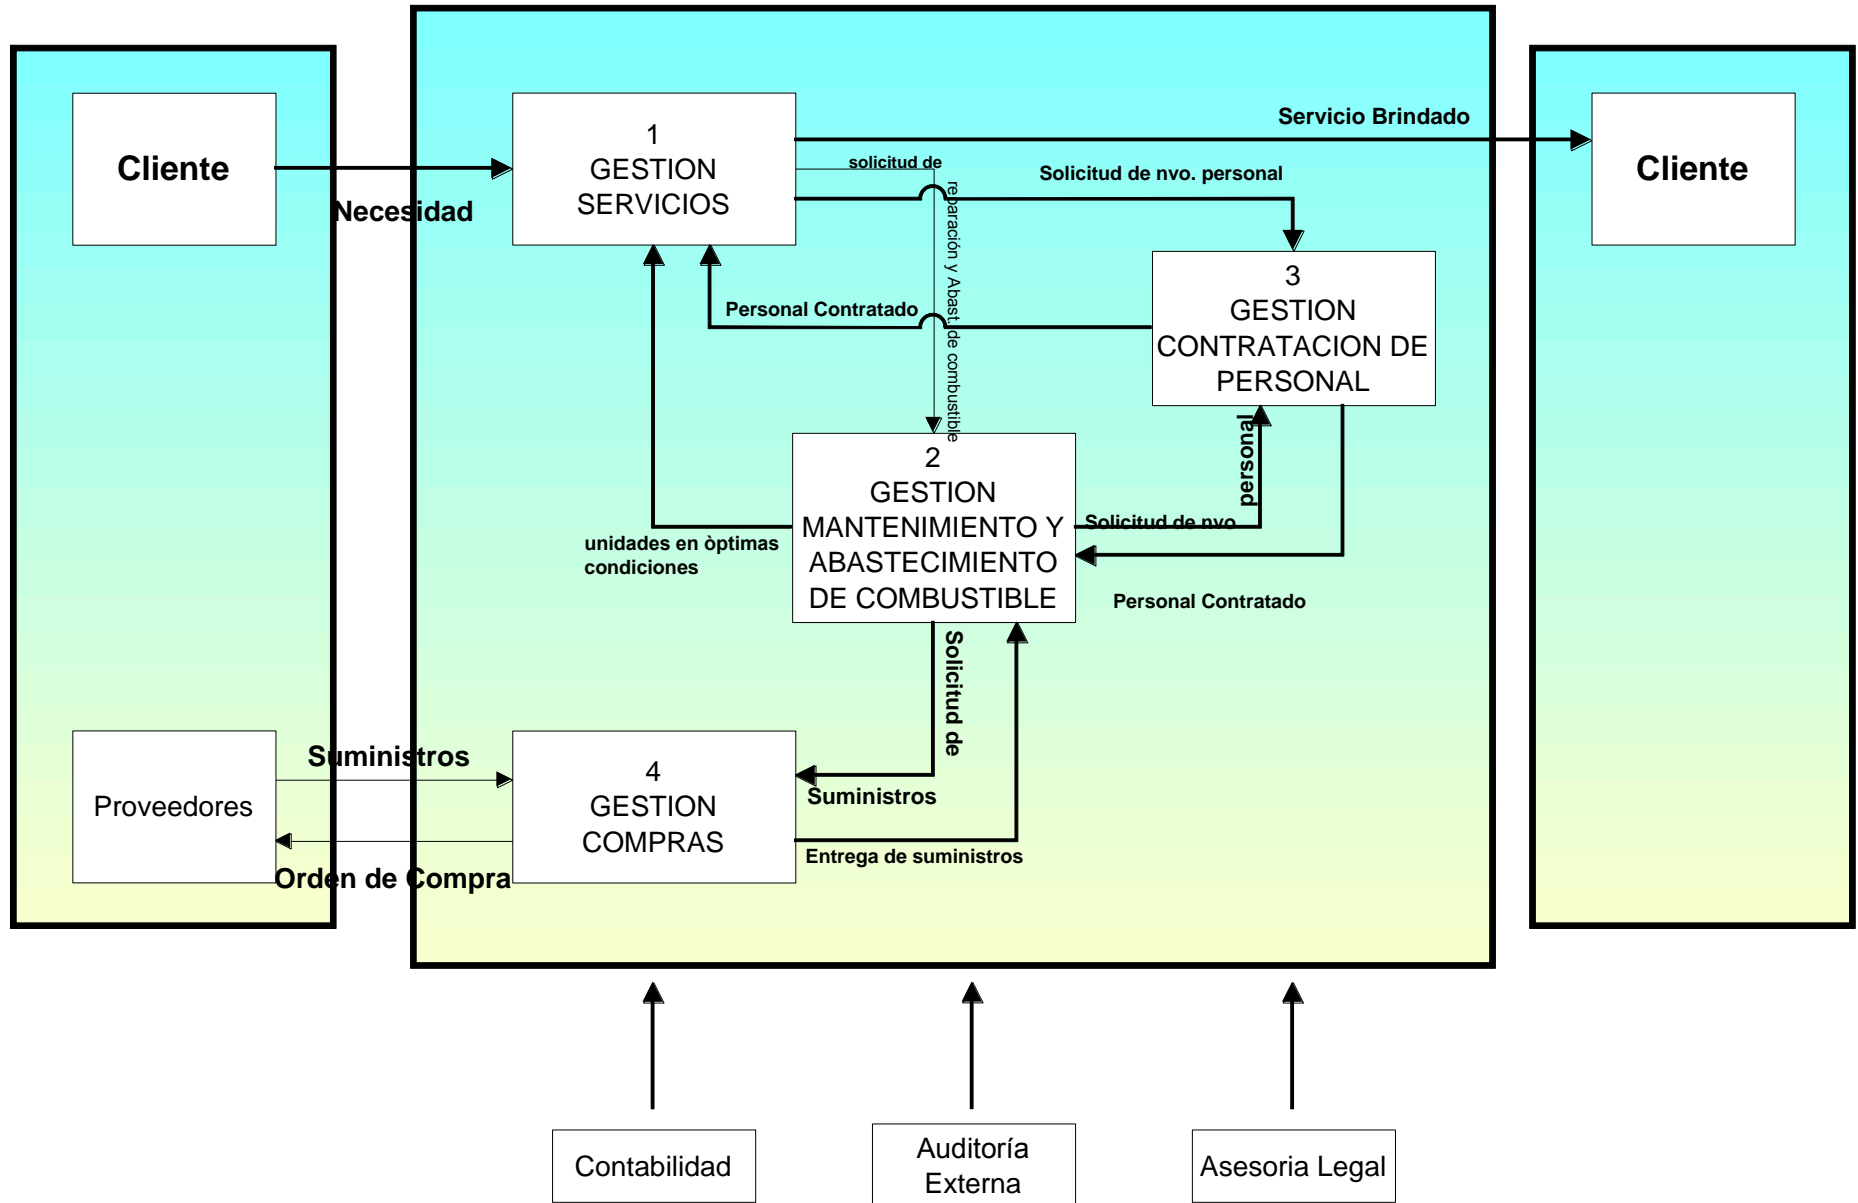 Cliente
Necesidad
1
GESTION
SERVICIOS
Servicio Brindado
Cliente
solicitud de
reparación y Abast. de combustible
Solicitud de nvo. personal
3
GESTION
CONTRATACION DE
PERSONAL
Personal Contratado
2
GESTION
MANTENIMIENTO Y
ABASTECIMIENTO
DE COMBUSTIBLE
unidades en òptimas
condiciones
Solicitud de nvo
personal
Personal Contratado
Solicitud de
Suministros
Proveedores
Suministros
Orden de Compra
4
GESTION
COMPRAS
Entrega de suministros
Contabilidad
Auditoría
Externa
Asesoria Legal